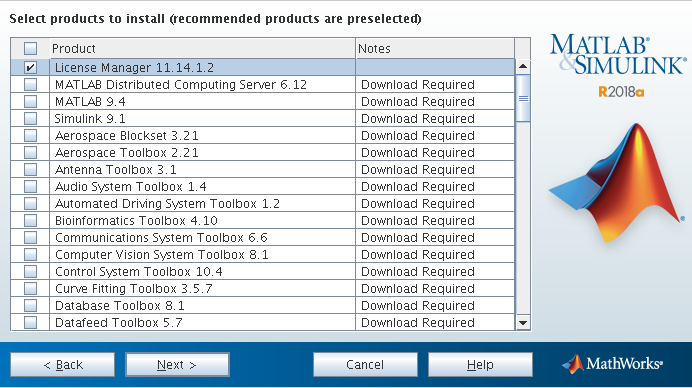 Select products to install (recommended products are preselected)
Product Notes
License Manager 11.14.1.2
MATLAB Distributed Computing Server 6.12 Download Required
MATLAB 9.4 Download Required
Simulink 9.1 Download Required
Aerospace Blockset 3.21 Download Required
Aerospace Toolbox 2.21 Download Required
Antenna Toolbox 3.1 Download Required
Audio System Toolbox 1.4 Download Required
Automated Driving System Toolbox 1.2 Download Required
Bioinformatics Toolbox 4.10 Download Required
Communications System Toolbox 6.6 Download Required
Computer Vision System Toolbox 8.1 Download Required
Control System Toolbox 10.4 Download Required
Curve Fitting Toolbox 3.5.7 Download Required
Database Toolbox 8.1 Download Required
Datafeed Toolbox 5.7 Download Required
MATLAB®
&SIMULINK®
R2018a
®
< Back Next > Cancel Help MathWorks®